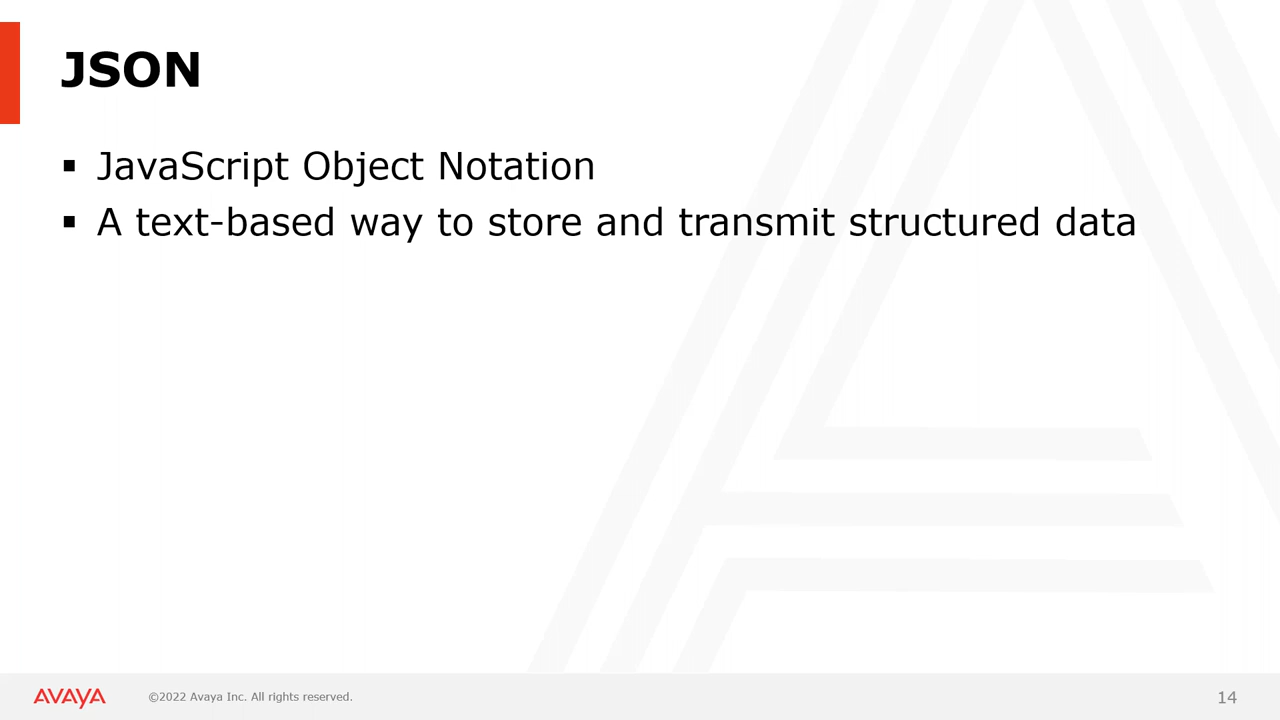 JSON
▪ JavaScript Object Notation
▪ A text-based way to store and transmit structured data
AVAYA
©2022 Avaya Inc. All rights reserved.
14